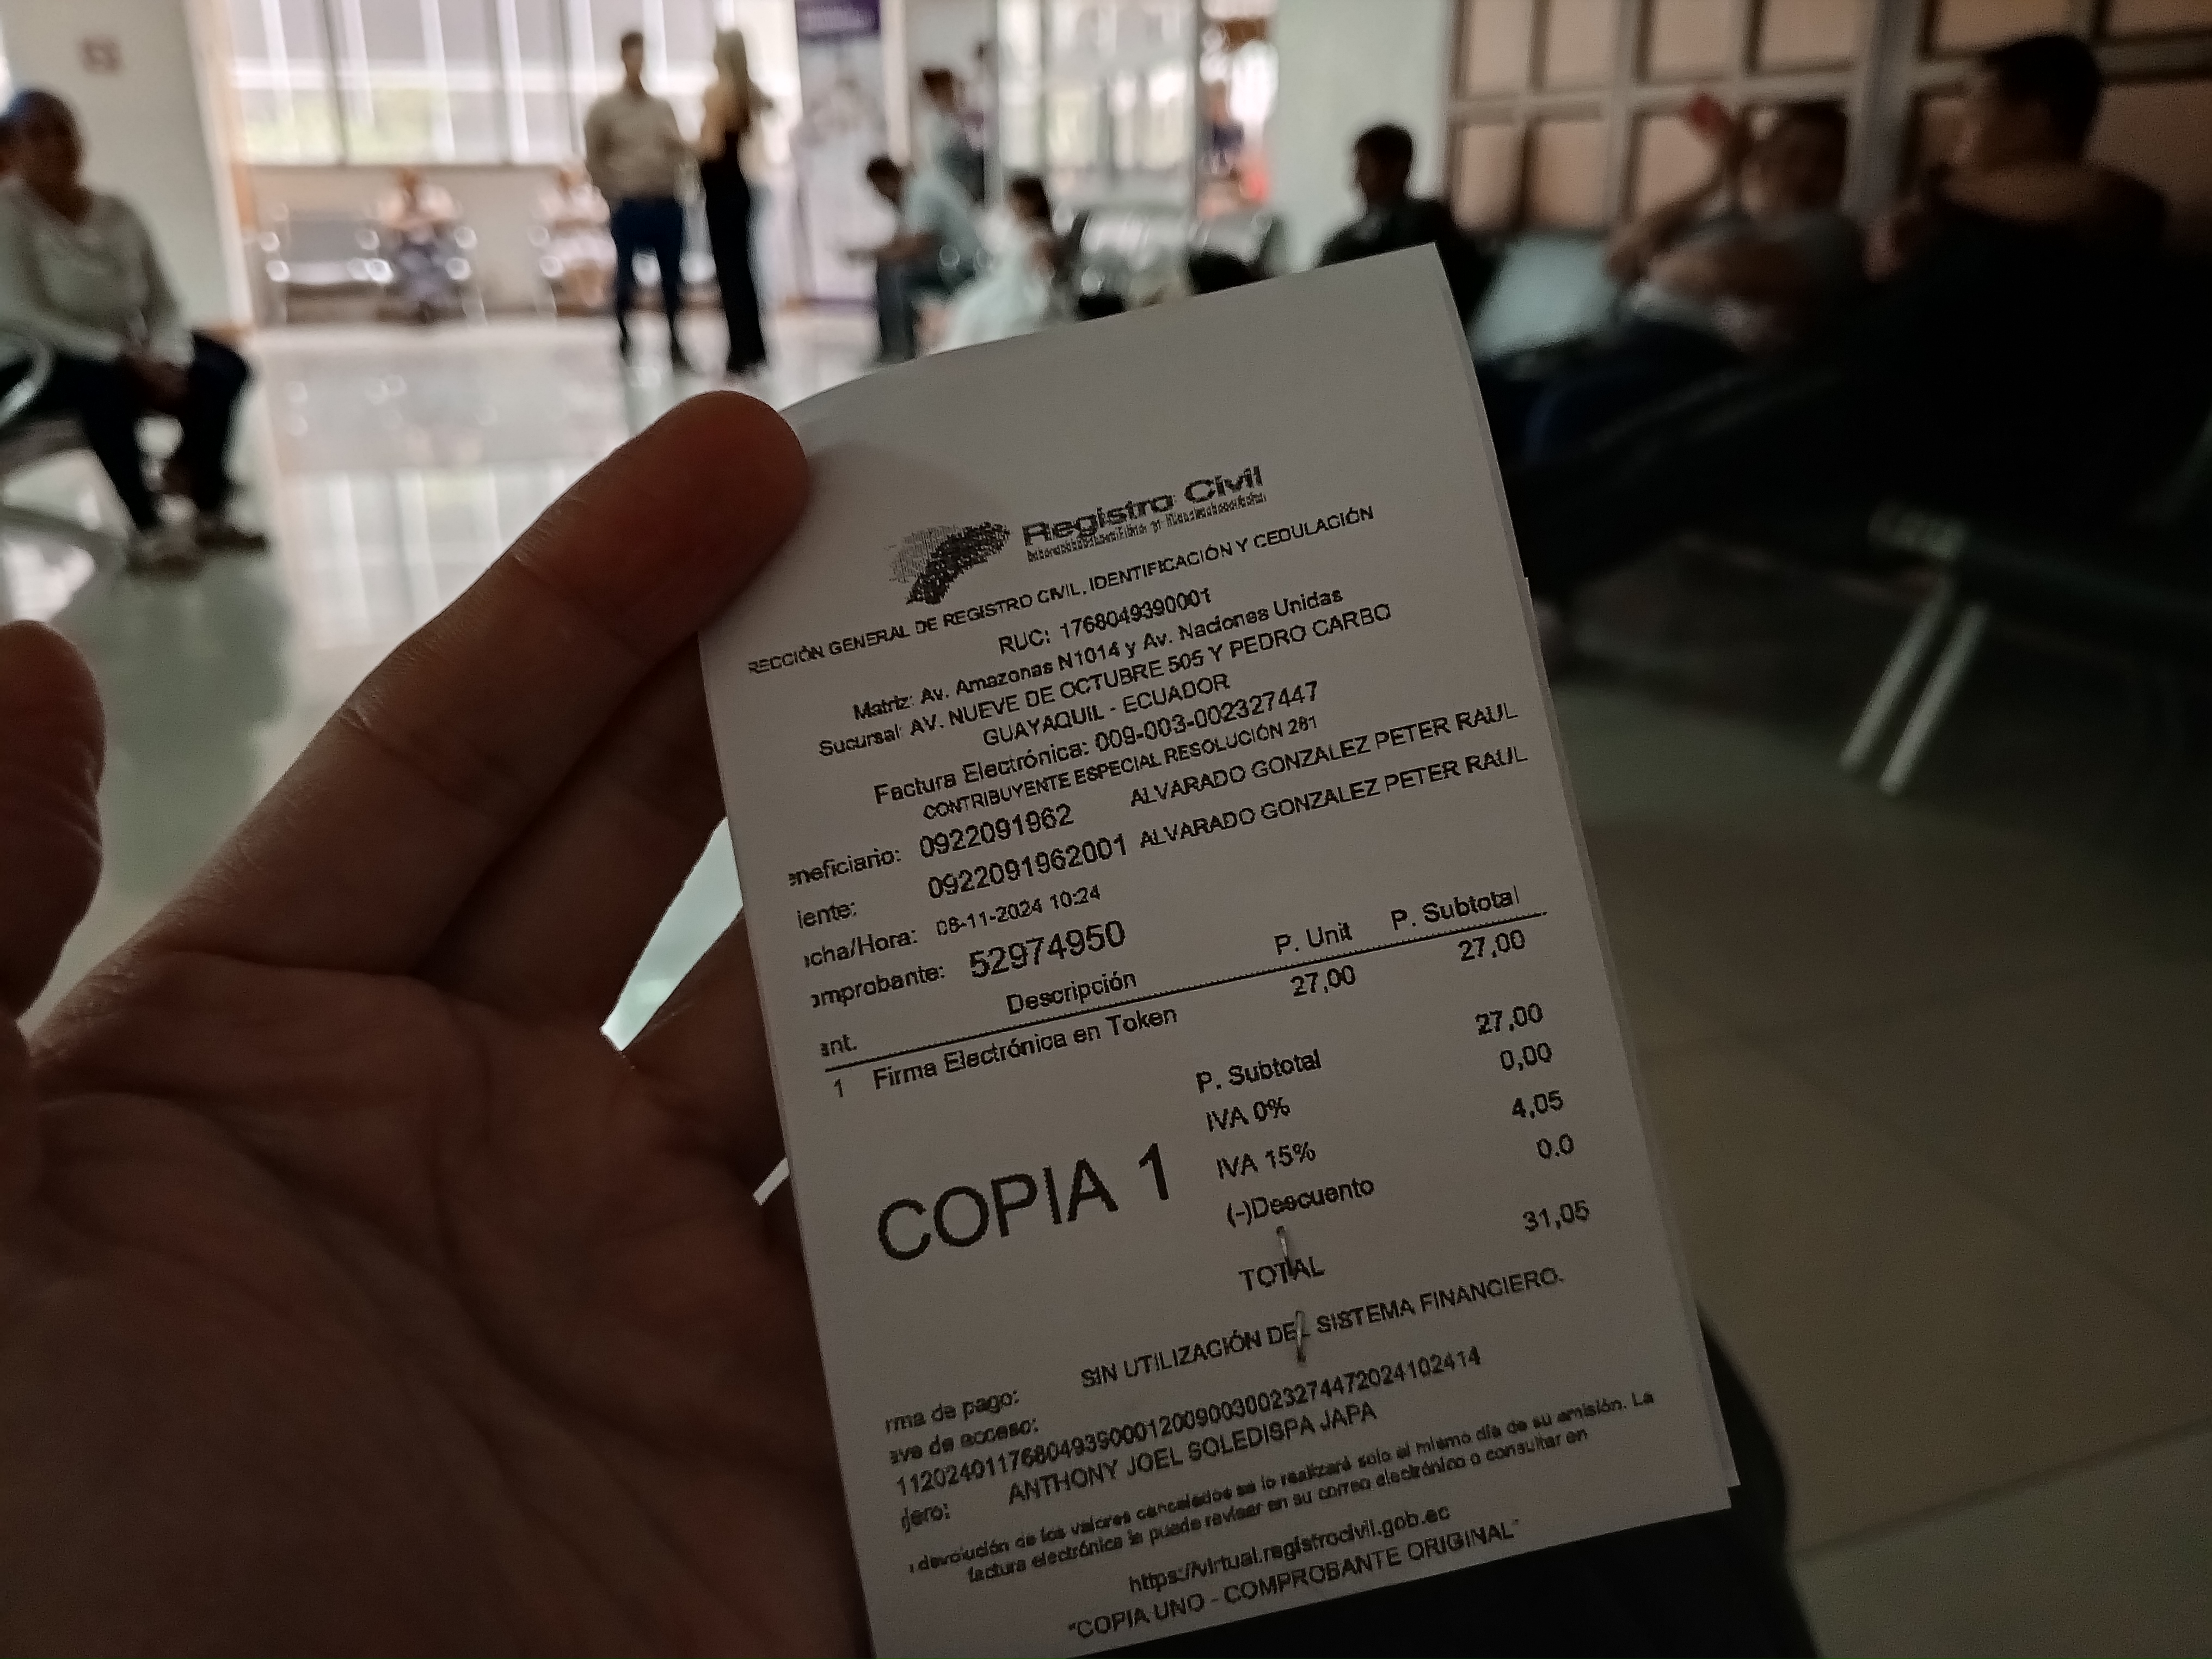 Registro Civil
RECCIÓN GENERAL DE REGISTRO CIVIL, IDENTIFICACIÓN Y CEDULACIÓN
RUC: 1768049390001
Matriz: Av. Amazonas N1014 y Av. Naciones Unidas
Sucursal: AV. NUEVE DE OCTUBRE 505 Y PEDRO CARBO
GUAYAQUIL - ECUADOR
Factura Electrónica: 009-003-002327447
CONTRIBUYENTE ESPECIAL RESOLUCIÓN 281
eneficiario: 0922091962 ALVARADO GONZALEZ PETER RAUL
iente: 0922091962001 ALVARADO GONZALEZ PETER RAUL
cha/Hora: 08-11-2024 10:24
omprobante: 52974950
ant. Descripción P. Unit P. Subtotal
1 Firma Electrónica en Token 27,00 27,00
P. Subtotal 27,00
IVA 0% 0,00
IVA 15% 4,05
(-)Descuento 0.0
COPIA 1
TOTAL 31,05
rma de pago: SIN UTILIZACIÓN DEL SISTEMA FINANCIERO.
ave de acceso:
11202401176804939000120090030023274472024102414
jero: ANTHONY JOEL SOLEDISPA JAPA
devolución de los valores cancelados se lo realizará solo el mismo día de su emisión. La
factura electrónica la puede revisar en su correo electrónico o consultar en
https://virtual.registrocivil.gob.ec
"COPIA UNO - COMPROBANTE ORIGINAL"